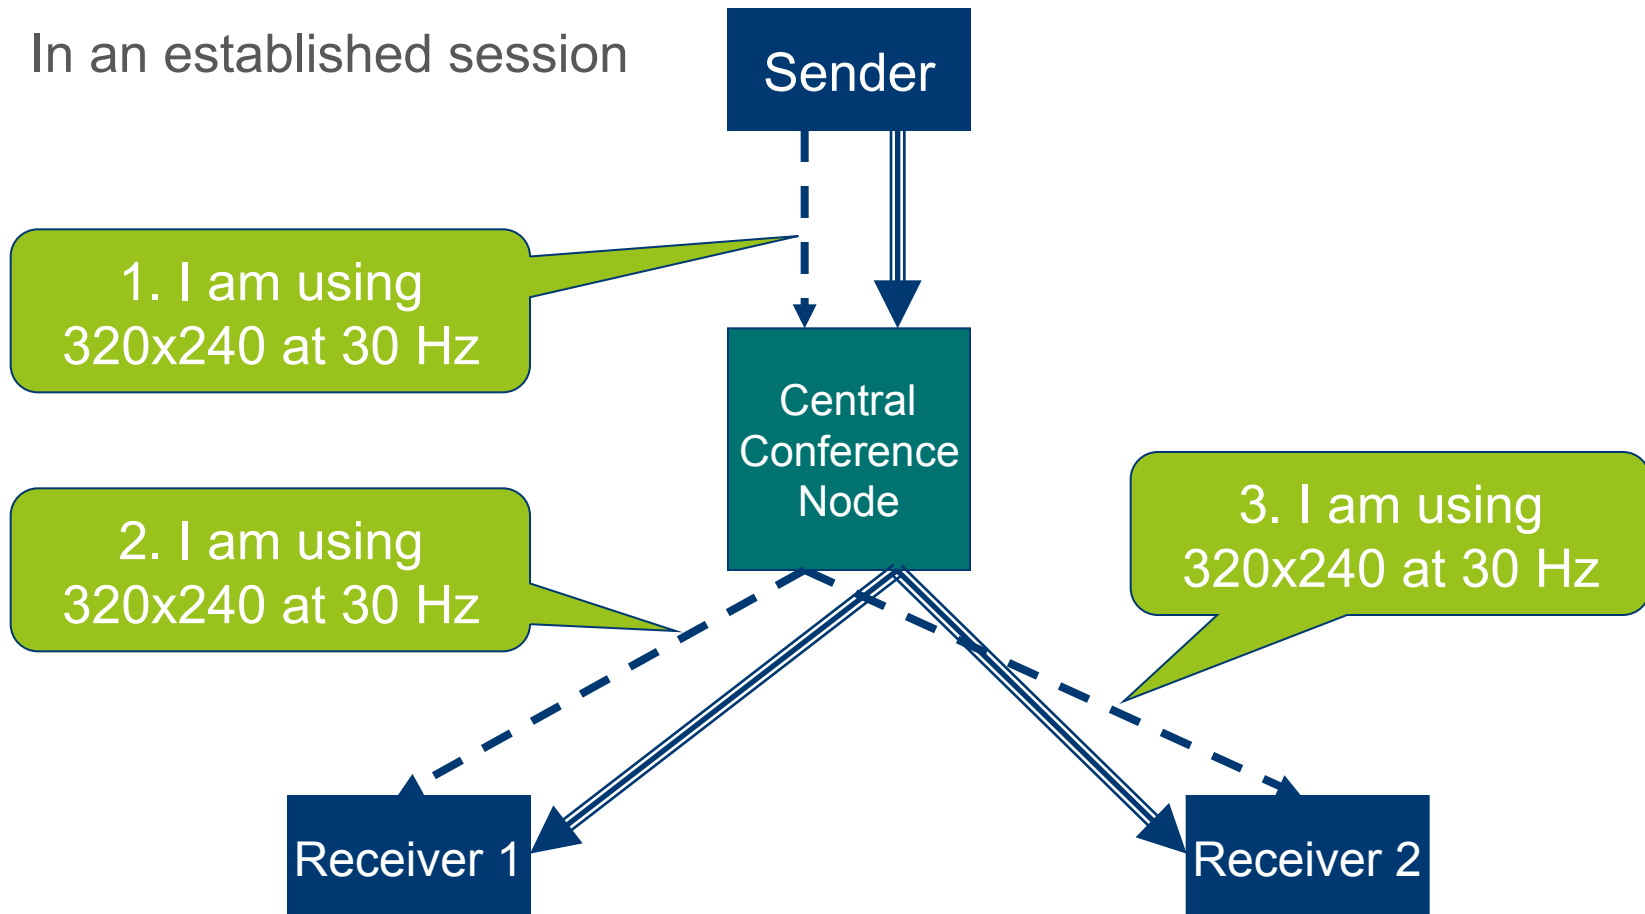 In an established session
Sender
1. I am using
320x240 at 30 Hz
Central
Conference
Node
2. I am using
320x240 at 30 Hz
3. I am using
320x240 at 30 Hz
Receiver 1
Receiver 2